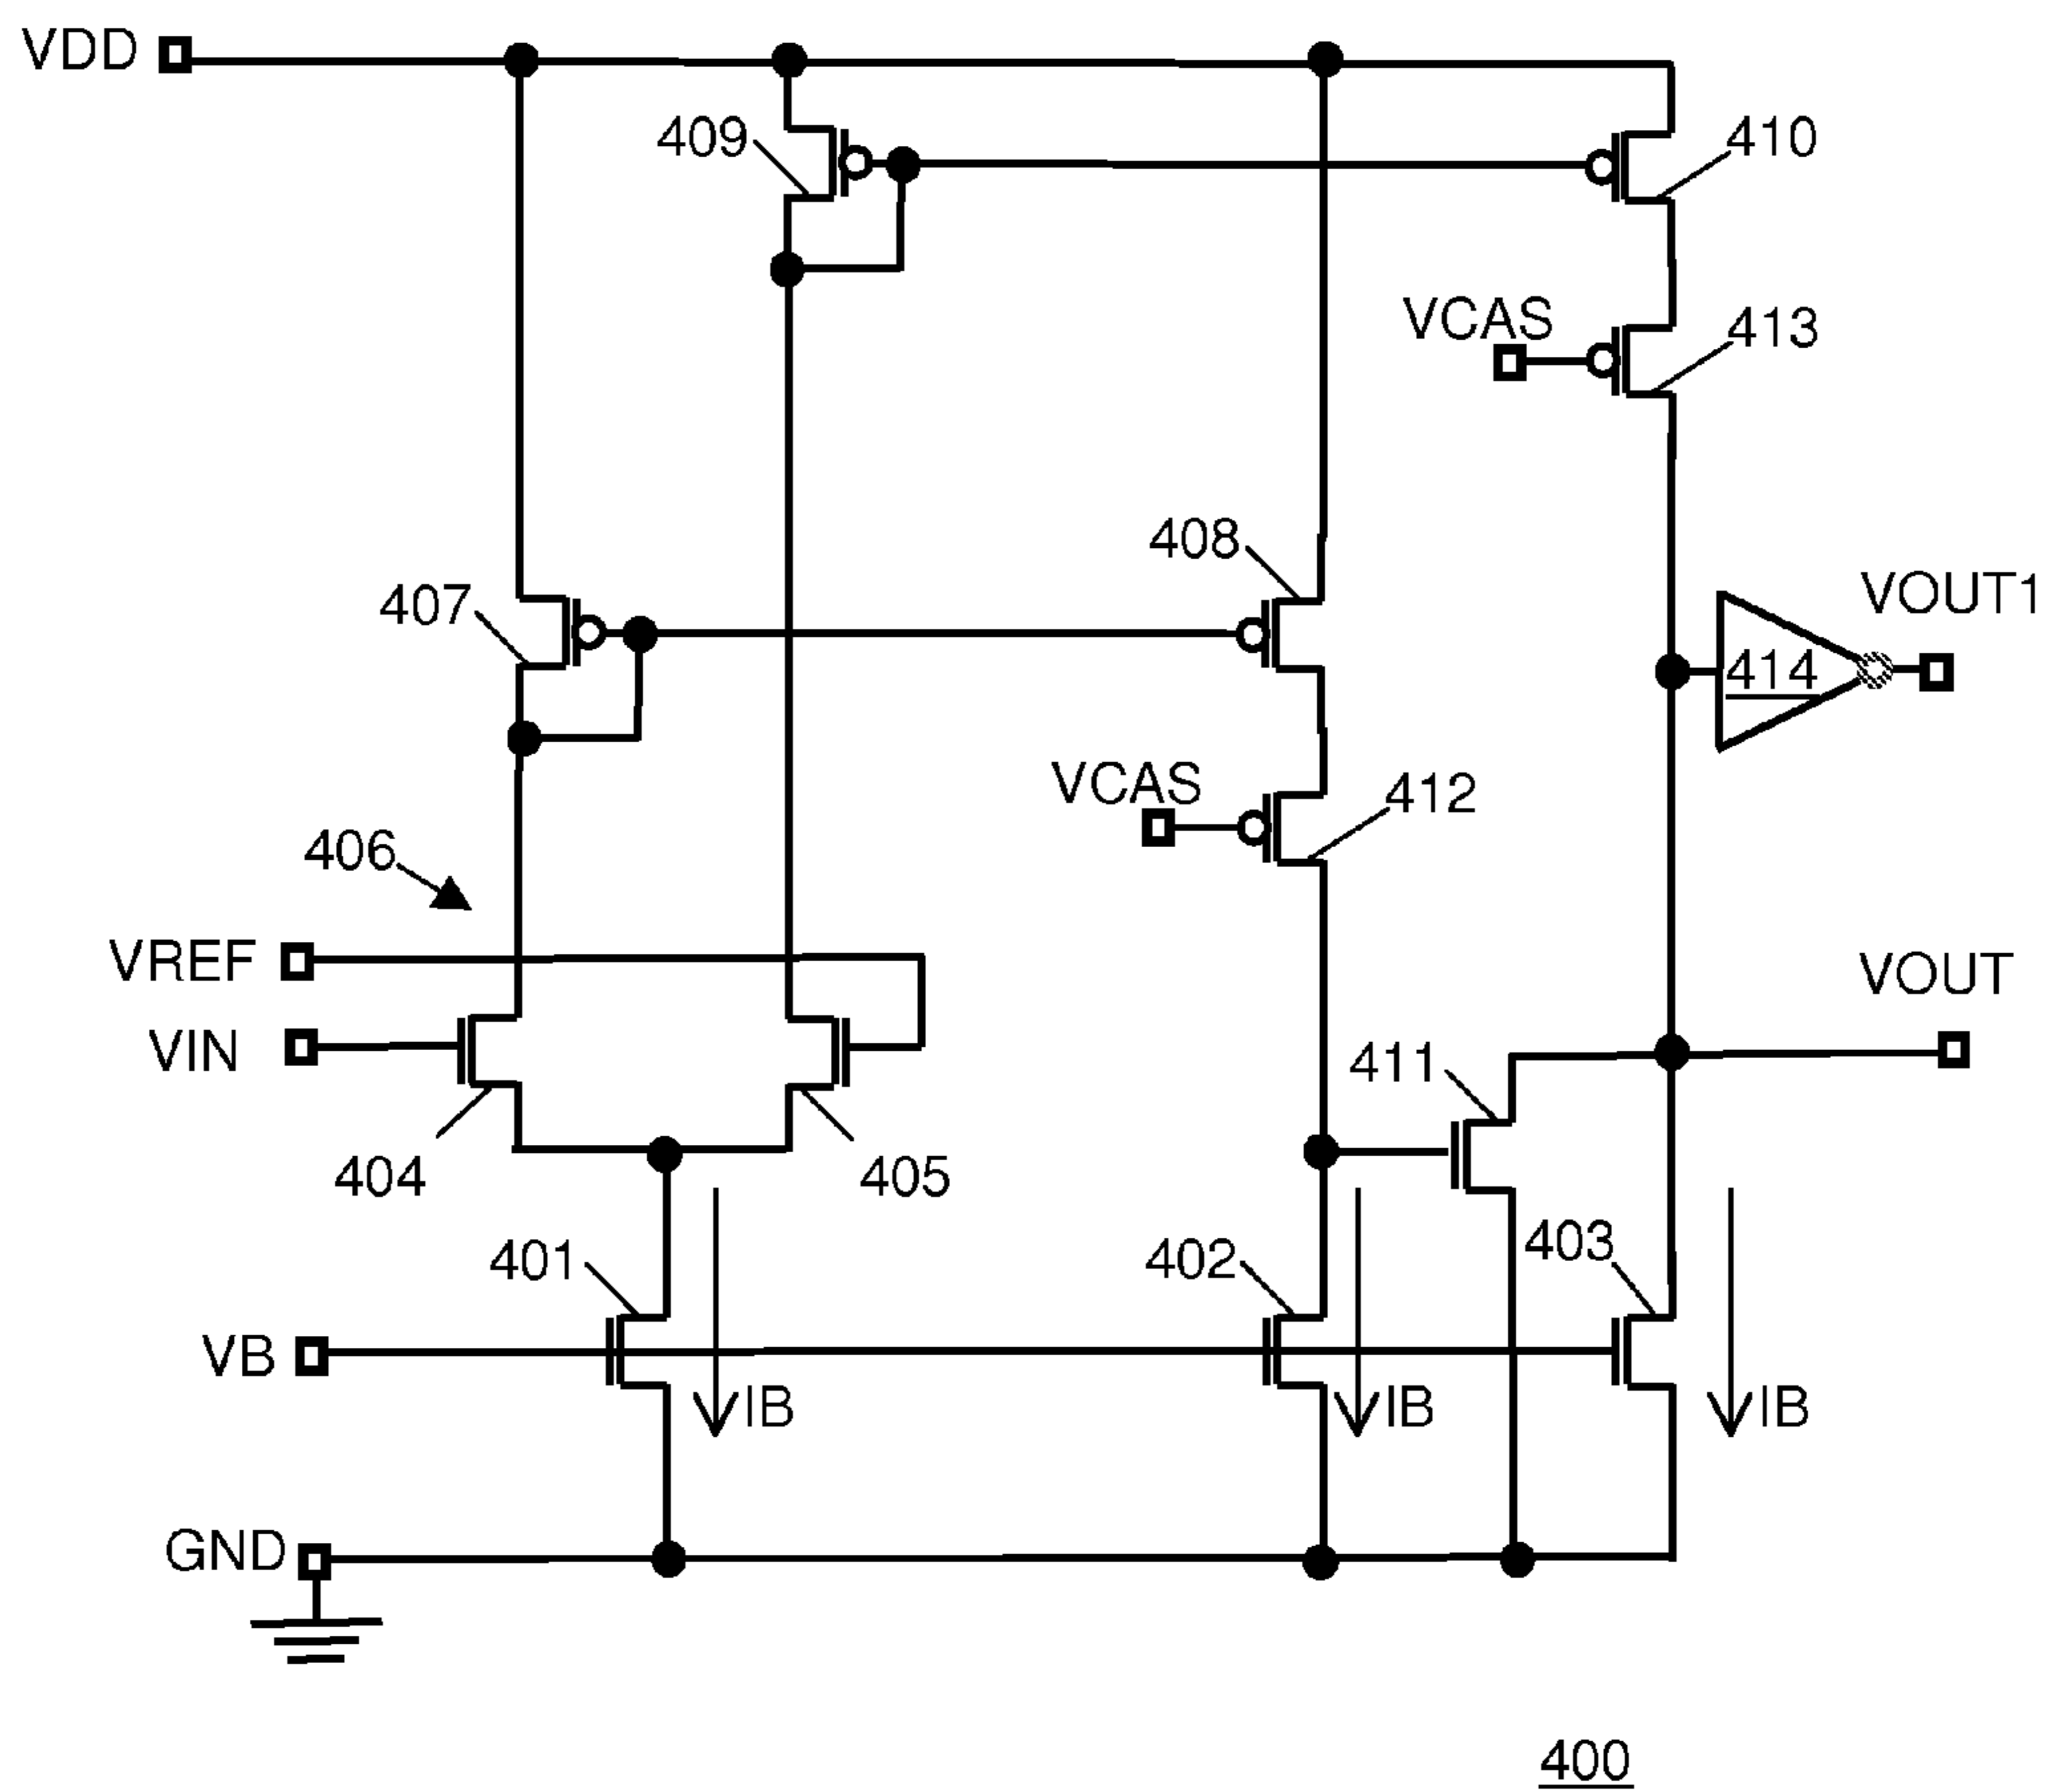 VDD
409
410
VCAS
413
408
407
VOUT1
414
VCAS
412
406
VREF
VOUT
VIN
411
404
405
401
402
403
VB
IB
IB
IB
GND
400